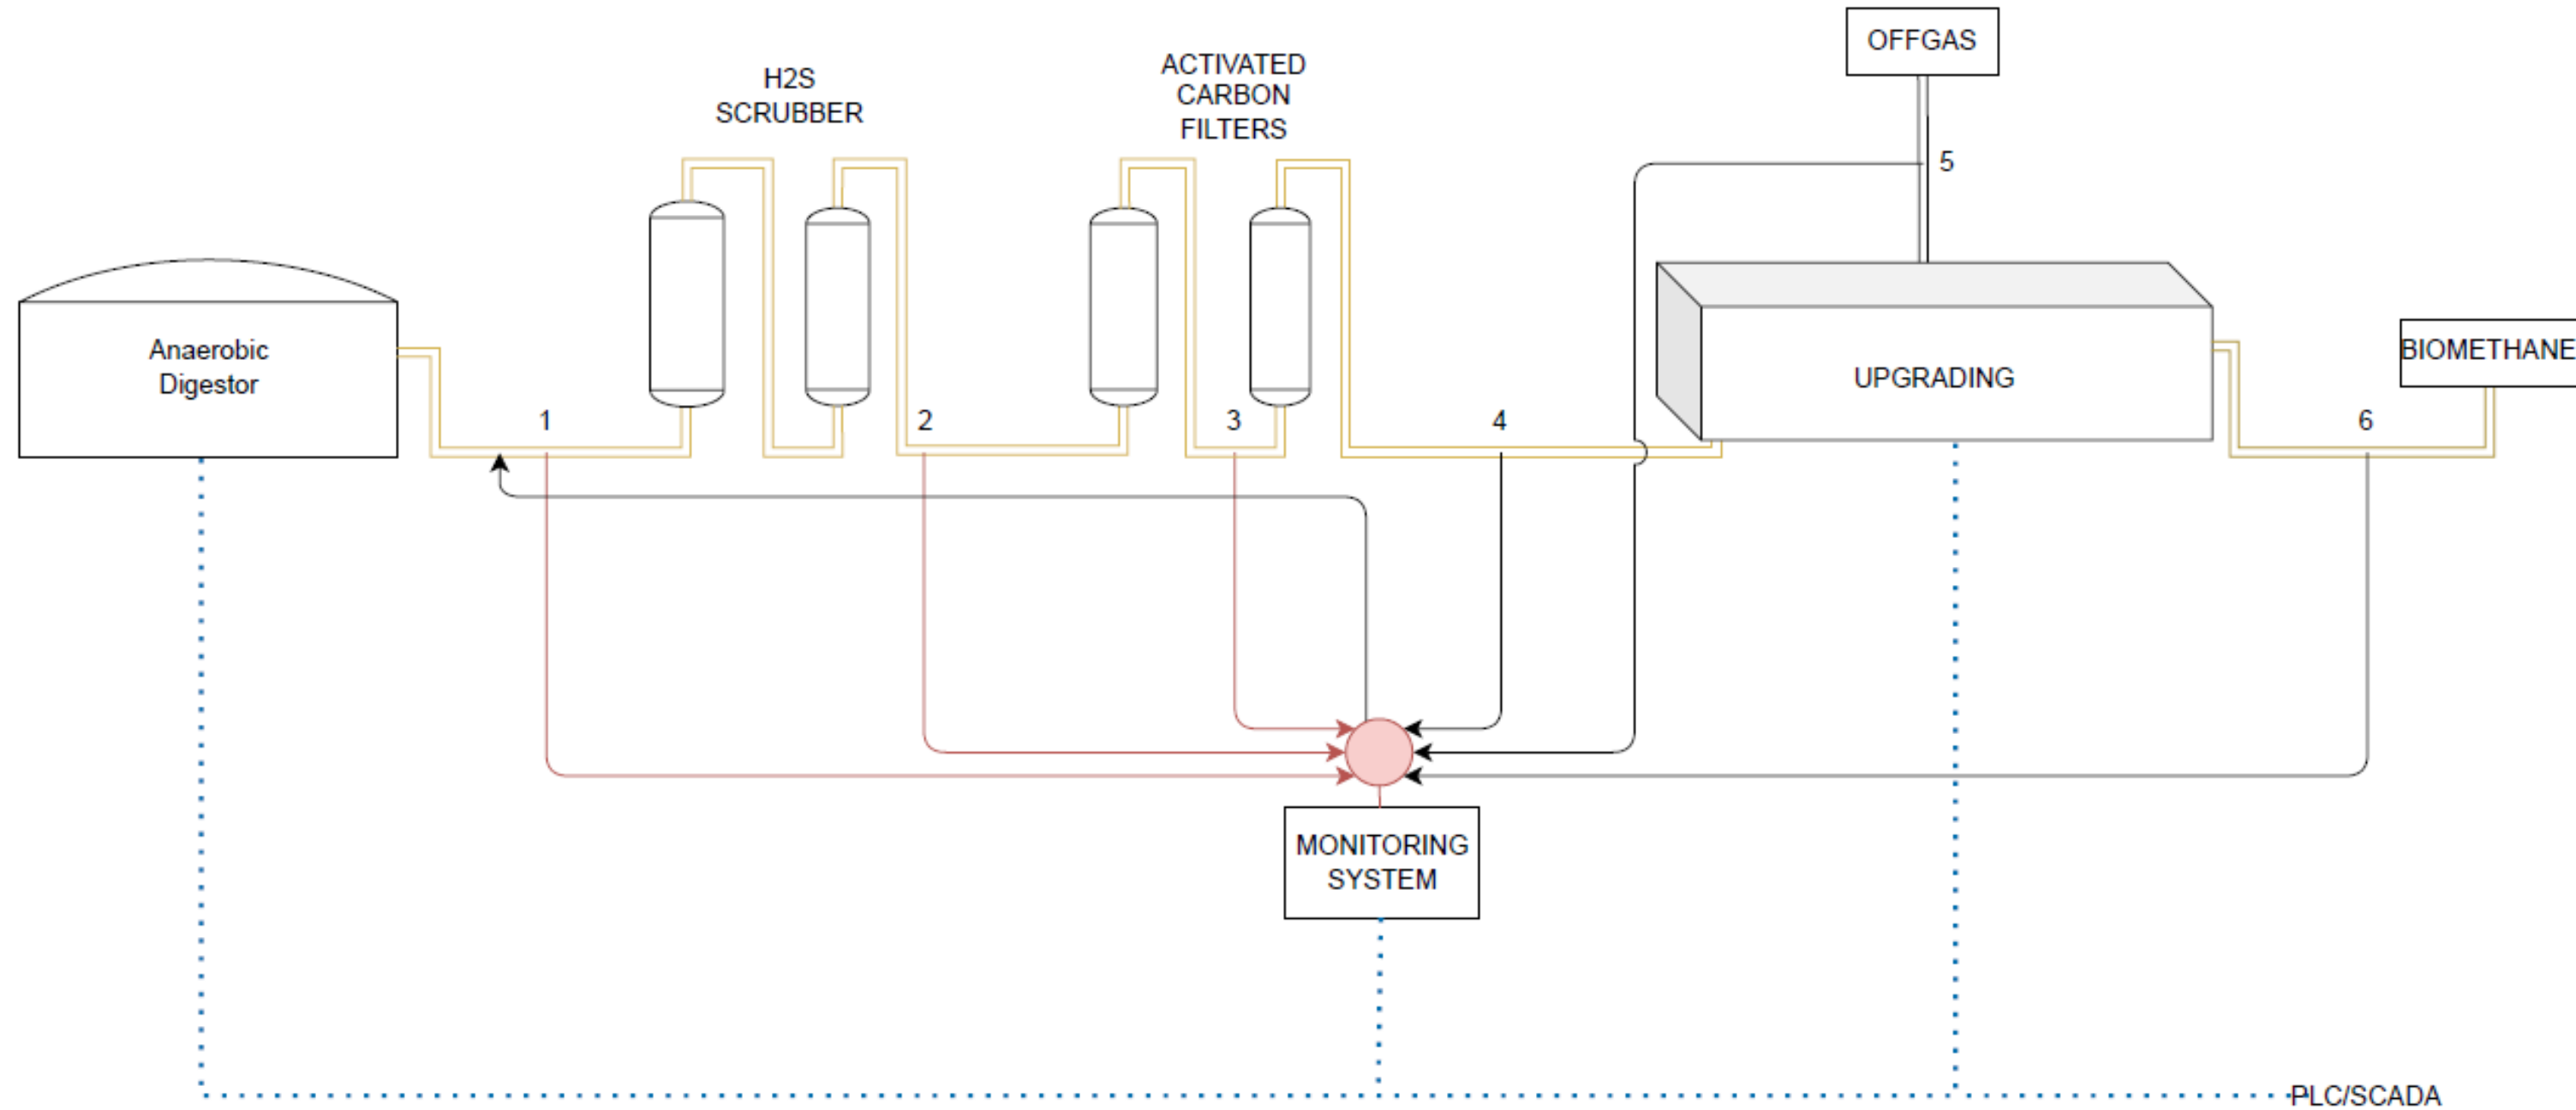 OFFGAS
H2S
SCRUBBER
ACTIVATED
CARBON
FILTERS
5
Anaerobic
Digestor
UPGRADING
BIOMETHANE
1
2
3
4
6
MONITORING
SYSTEM
PLC/SCADA